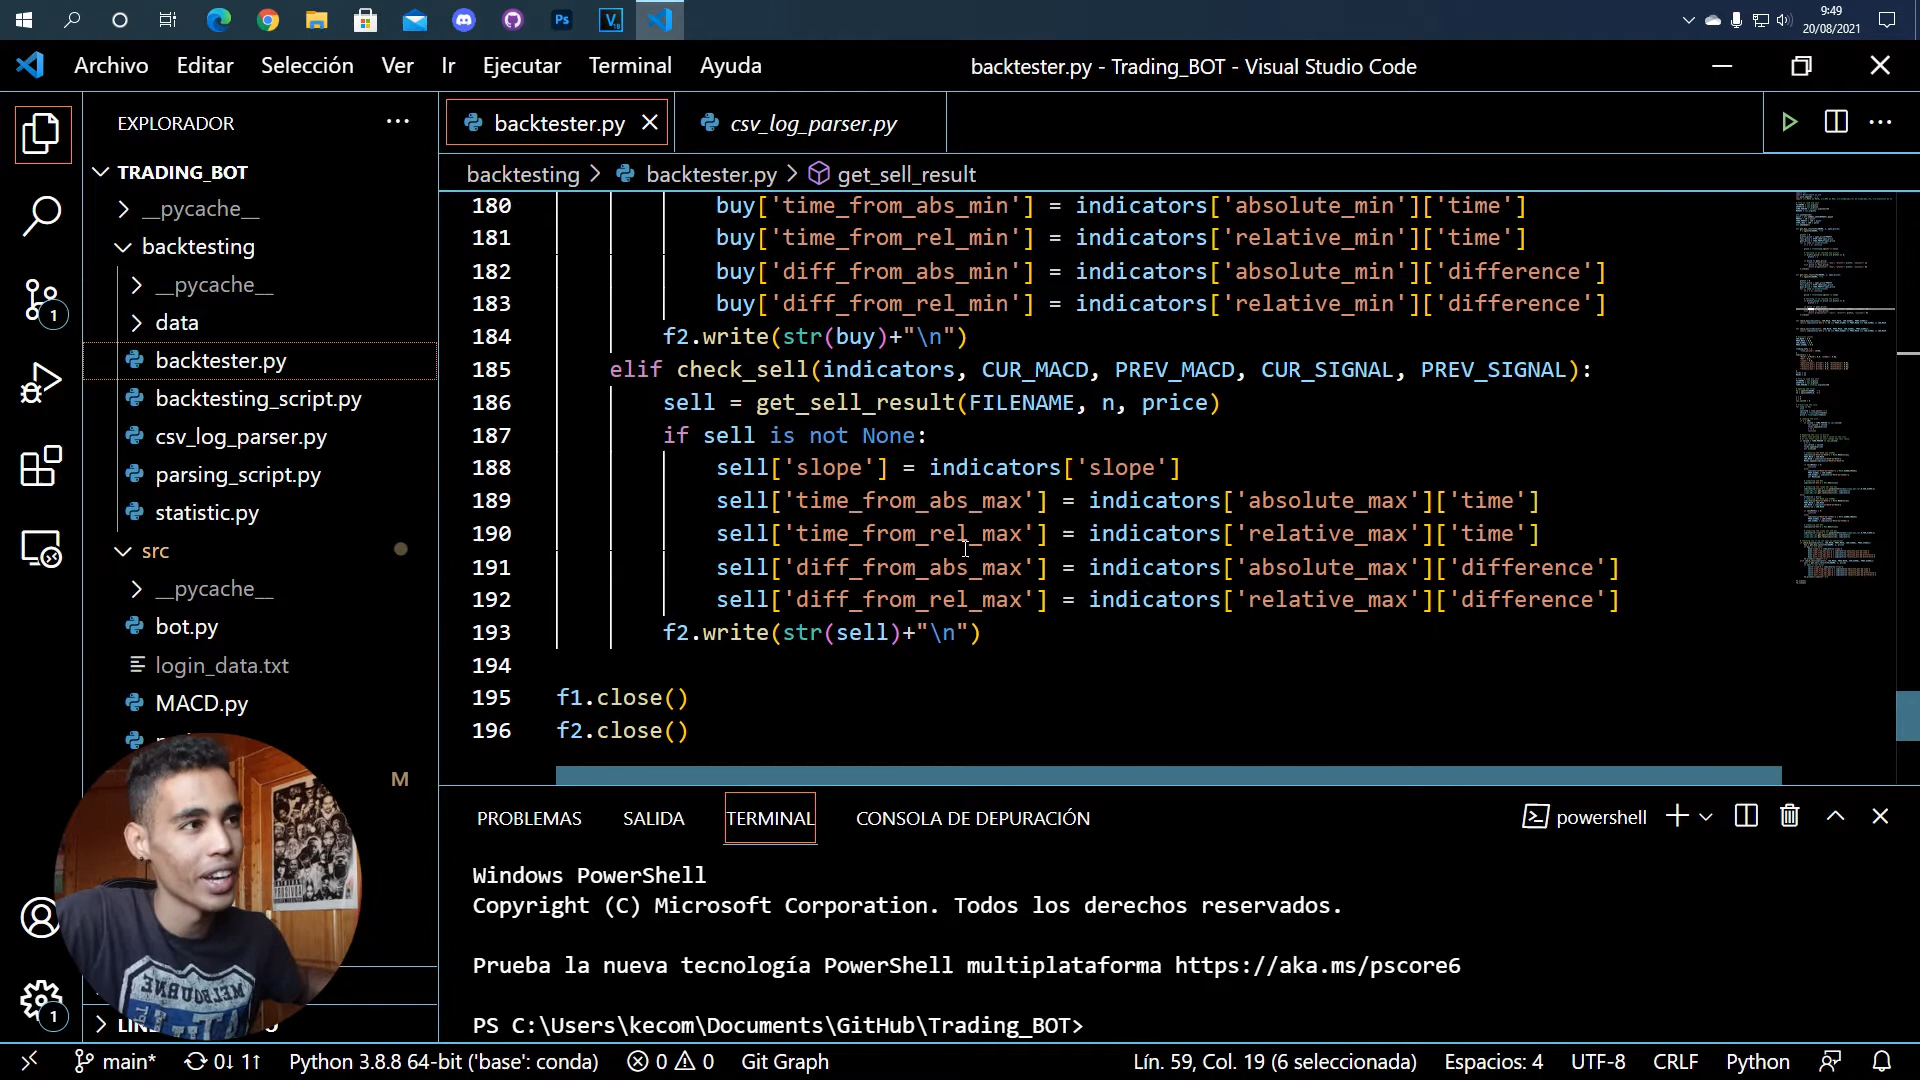 Ps
V
9:49
20/08/2021
Archivo Editar Selección Ver Ir Ejecutar Terminal Ayuda
backtester.py - Trading_BOT - Visual Studio Code
EXPLORADOR
backtester.py
csv_log_parser.py
TRADING_BOT
__pycache__
backtesting
__pycache__
data
backtester.py
backtesting_script.py
csv_log_parser.py
parsing_script.py
statistic.py
src
__pycache__
bot.py
login_data.txt
MACD.py
M
1
1
backtesting > backtester.py > get_sell_result
180 buy['time_from_abs_min'] = indicators['absolute_min']['time']
181 buy['time_from_rel_min'] = indicators['relative_min']['time']
182 buy['diff_from_abs_min'] = indicators['absolute_min']['difference']
183 buy['diff_from_rel_min'] = indicators['relative_min']['difference']
184 f2.write(str(buy)+"\n")
185 elif check_sell(indicators, CUR_MACD, PREV_MACD, CUR_SIGNAL, PREV_SIGNAL):
186 sell = get_sell_result(FILENAME, n, price)
187 if sell is not None:
188 sell['slope'] = indicators['slope']
189 sell['time_from_abs_max'] = indicators['absolute_max']['time']
190 sell['time_from_rel_max'] = indicators['relative_max']['time']
191 sell['diff_from_abs_max'] = indicators['absolute_max']['difference']
192 sell['diff_from_rel_max'] = indicators['relative_max']['difference']
193 f2.write(str(sell)+"\n")
194
195 f1.close()
196 f2.close()
PROBLEMAS SALIDA TERMINAL CONSOLA DE DEPURACIÓN
powershell
Windows PowerShell
Copyright (C) Microsoft Corporation. Todos los derechos reservados.
Prueba la nueva tecnología PowerShell multiplataforma https://aka.ms/pscore6
PS C:\Users\kecom\Documents\GitHub\Trading_BOT>
main* 0↓ 1↑ Python 3.8.8 64-bit ('base': conda) 0 0 Git Graph
Lín. 59, Col. 19 (6 seleccionada) Espacios: 4 UTF-8 CRLF Python